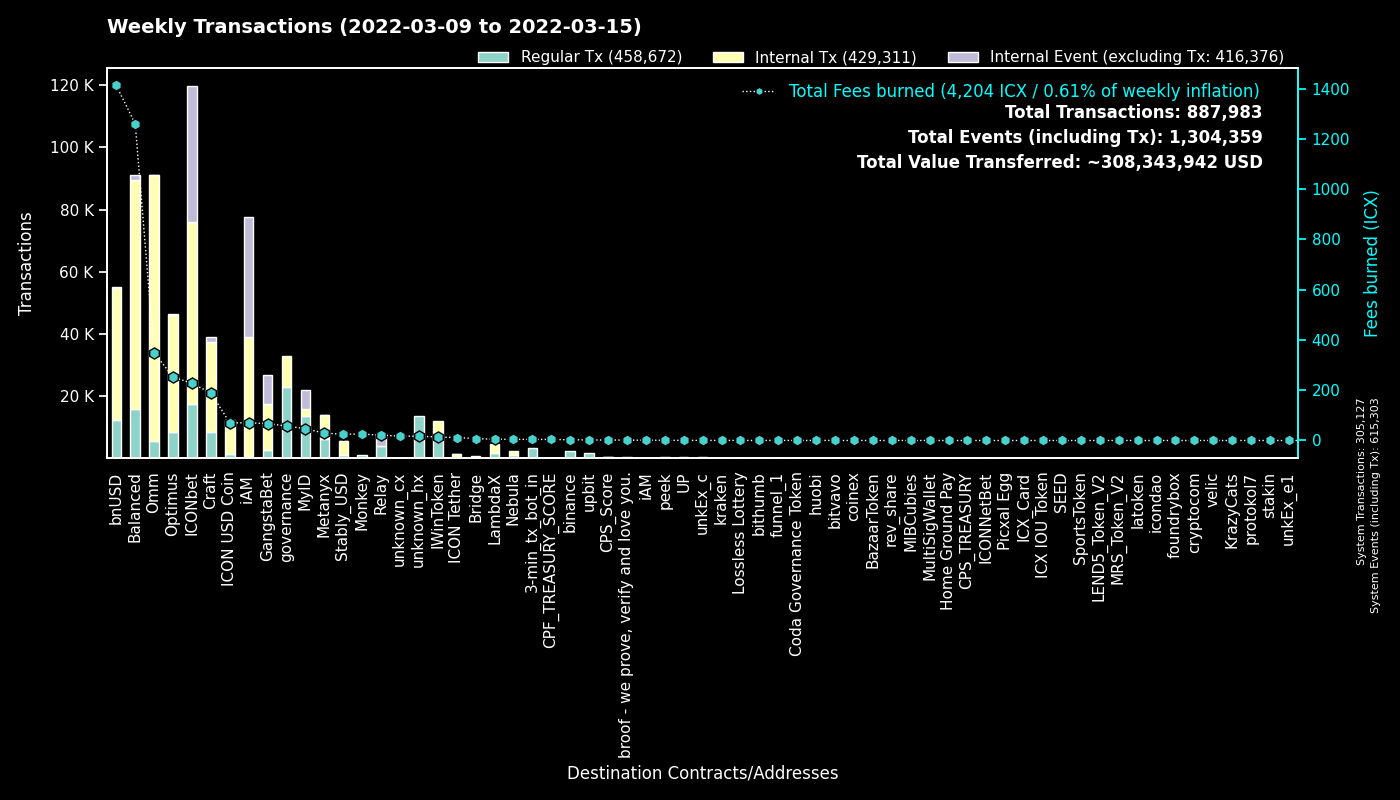 Weekly Transactions (2022-03-09 to 2022-03-15)
Regular Tx (458,672)
Internal Tx (429,311)
Internal Event (excluding Tx: 416,376)
Total Fees burned (4,204 ICX / 0.61% of weekly inflation)
Total Transactions: 887,983
Total Events (including Tx): 1,304,359
Total Value Transferred: ~308,343,942 USD
Transactions
120 K
100 K
80 K
60 K
40 K
20 K
1400
1200
1000
800
600
400
200
0
Fees burned (ICX)
System Transactions: 305,127
System Events (including Tx): 615,303
bnUSD
Balanced
Omm
Optimus
ICONbet
Craft
ICON USD Coin
iAM
GangstaBet
governance
MyID
Metanyx
Stably_USD
Monkey
Relay
unknown_cx
unknown_hx
IWinToken
ICON Tether
Bridge
LambdaX
Nebula
3-min_tx_bot_in
CPF_TREASURY_SCORE
binance
upbit
CPS_Score
broof - we prove, verify and love you.
iAM
peek
UP
unkEx_c
kraken
Lossless Lottery
bithumb
funnel_1
Coda Governance Token
huobi
bitvavo
coinex
BazaarToken
rev_share
MIBCubies
MultiSigWallet
Home Ground Pay
CPS_TREASURY
ICONNetBet
Picxal Egg
ICX_Card
ICX IOU Token
SEED
SportsToken
LEND5_Token_V2
MRS_Token_V2
latoken
icondao
foundrybox
cryptocom
velic
KrazyCats
protokol7
stakin
unkEx_e1
Destination Contracts/Addresses